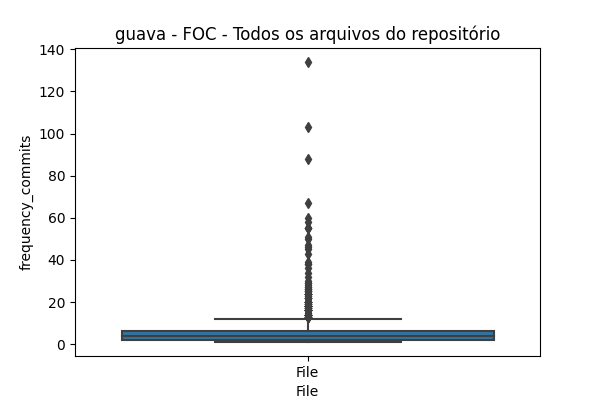 guava - FOC - Todos os arquivos do repositório
140
120
100
80
60
40
20
0
frequency_commits
File
File